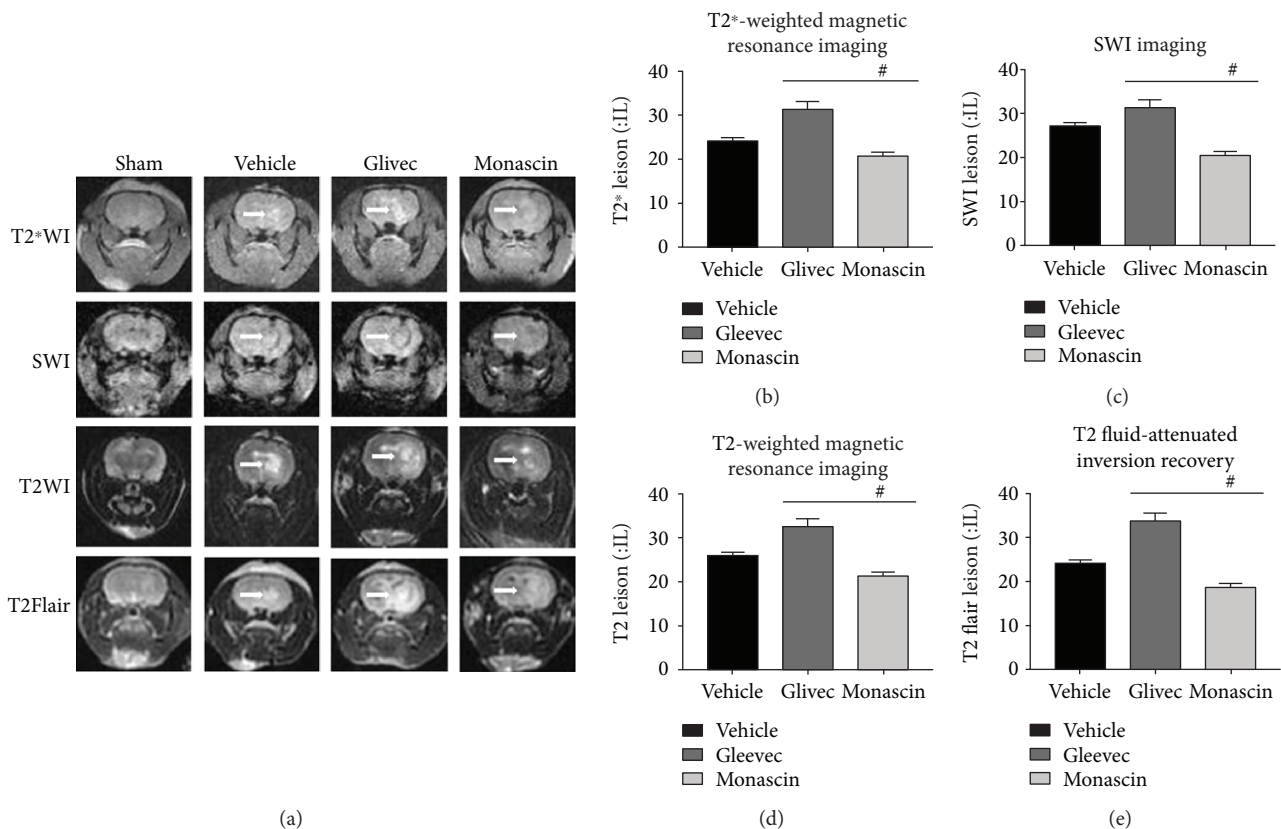 Sham Vehicle Glivec Monascin
T2*WI
SWI
T2WI
T2Flair
(a)
T2*-weighted magnetic
resonance imaging
#
T2* leison (:IL)
40
30
20
10
0
Vehicle Glivec Monascin
Vehicle
Gleevec
Monascin
(b)
SWI imaging
#
SWI leison (:IL)
40
30
20
10
0
Vehicle Glivec Monascin
Vehicle
Gleevec
Monascin
(c)
T2-weighted magnetic
resonance imaging
#
T2 leison (:IL)
40
30
20
10
0
Vehicle Glivec Monascin
Vehicle
Gleevec
Monascin
(d)
T2 fluid-attenuated
inversion recovery
#
T2 flair leison (:IL)
40
30
20
10
0
Vehicle Glivec Monascin
Vehicle
Gleevec
Monascin
(e)